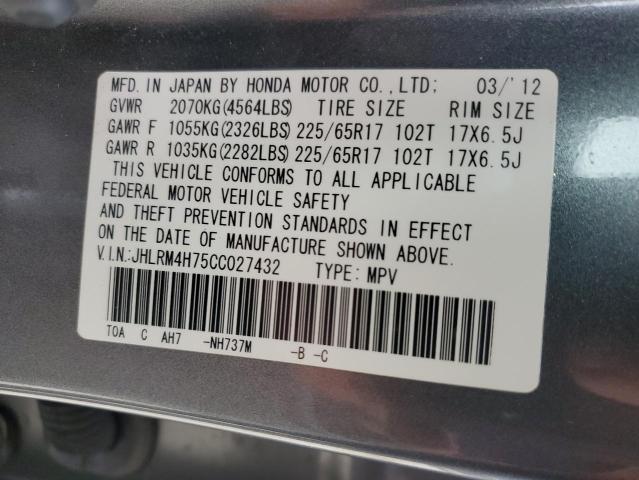 MFD. IN JAPAN BY HONDA MOTOR CO.,LTD; 03/'12
GVWR 2070KG(4564LBS) TIRE SIZE RIM SIZE
GAWR F 1055KG(2326LBS) 225/65R17 102T 17X6.5J
GAWR R 1035KG(2282LBS) 225/65R17 102T 17X6.5J
THIS VEHICLE CONFORMS TO ALL APPLICABLE
FEDERAL MOTOR VEHICLE SAFETY
AND THEFT PREVENTION STANDARDS IN EFFECT
ON THE DATE OF MANUFACTURE SHOWN ABOVE.
V.I.N.:JHLRM4H75CC027432 TYPE: MPV
TOA C AH7 -NH737M -B -C